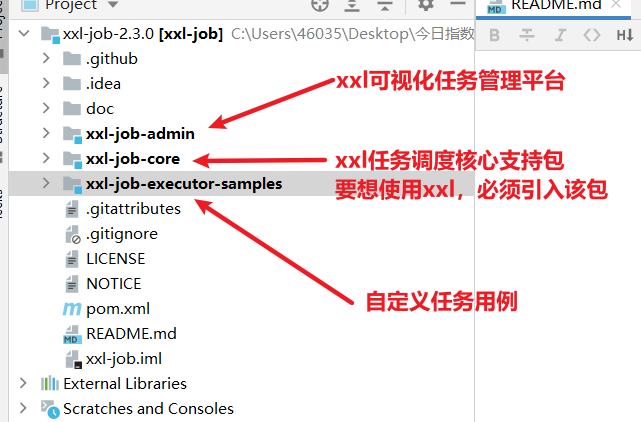 Project
README.md
B I H↓
xxl-job-2.3.0 [xxl-job] C:\Users\46035\Desktop\今日指数
.github
.idea
xxl可视化任务管理平台
doc
xxl-job-admin
xxl-job-core
xxl任务调度核心支持包
xxl-job-executor-samples
要想使用xxl，必须引入该包
.gitattributes
.gitignore
LICENSE
NOTICE
自定义任务用例
pom.xml
README.md
xxl-job.iml
External Libraries
Scratches and Consoles